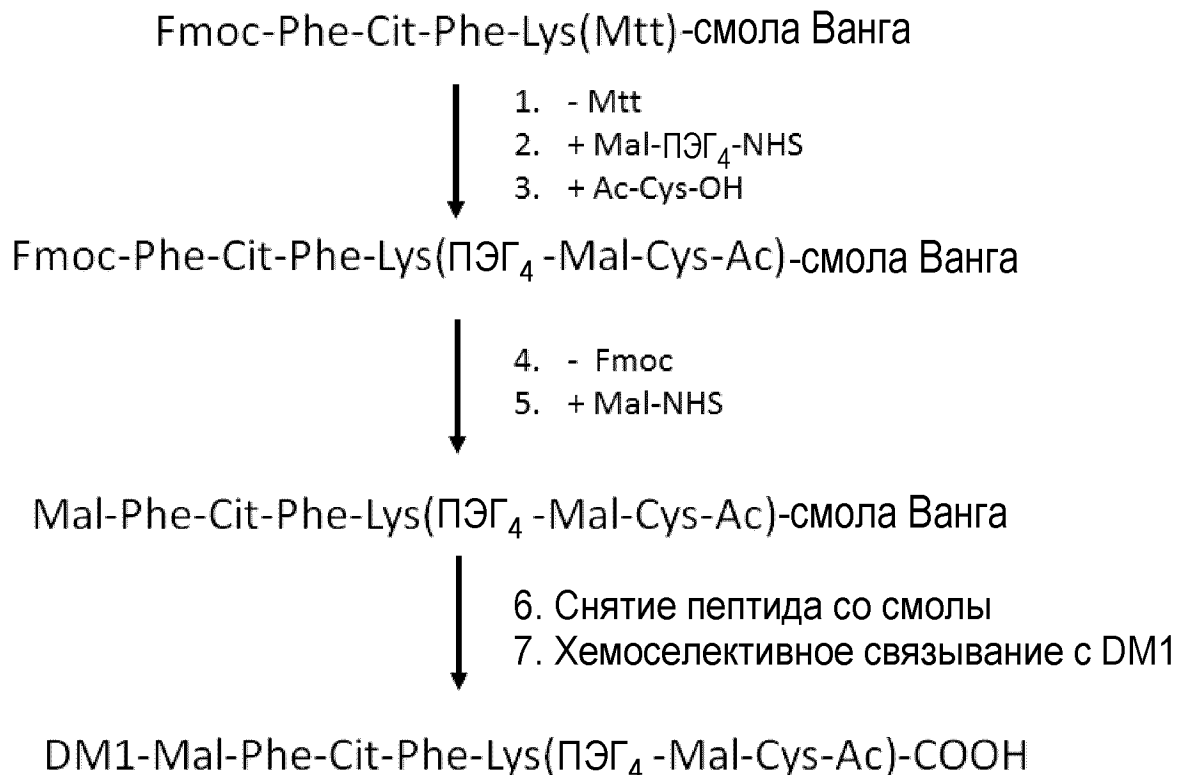 Fmoc-Phe-Cit-Phe-Lys(Mtt)-смола Ванга
1. - Mtt
2. + Mal-ПЭГ₄-NHS
3. + Ac-Cys-OH
Fmoc-Phe-Cit-Phe-Lys(ПЭГ₄-Mal-Cys-Ac)-смола Ванга
4. - Fmoc
5. + Mal-NHS
Mal-Phe-Cit-Phe-Lys(ПЭГ₄-Mal-Cys-Ac)-смола Ванга
6. Снятие пептида со смолы
7. Хемоселективное связывание с DM1
DM1-Mal-Phe-Cit-Phe-Lys(ПЭГ₄-Mal-Cys-Ac)-COOH